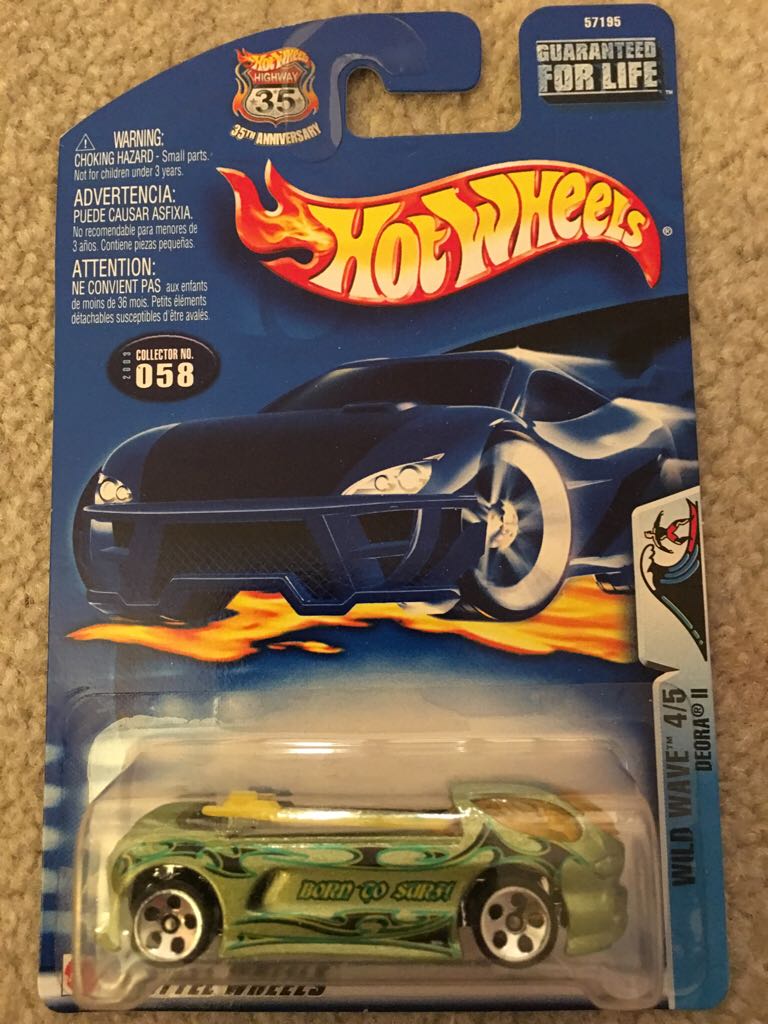 57195
GUARANTEED
FOR LIFE™
HOT WHEELS
HIGHWAY
35
35TH ANNIVERSARY
WARNING:
CHOKING HAZARD - Small parts.
Not for children under 3 years.
ADVERTENCIA:
PUEDE CAUSAR ASFIXIA.
No recomendable para menores de
3 años. Contiene piezas pequeñas.
ATTENTION:
NE CONVIENT PAS aux enfants
de moins de 36 mois. Petits éléments
détachables susceptibles d'être avalés.
HOT WHEELS®
2003
COLLECTOR NO.
058
WILD WAVE™ 4/5
DEORA® II
BORN TO SURF!
WHEELS